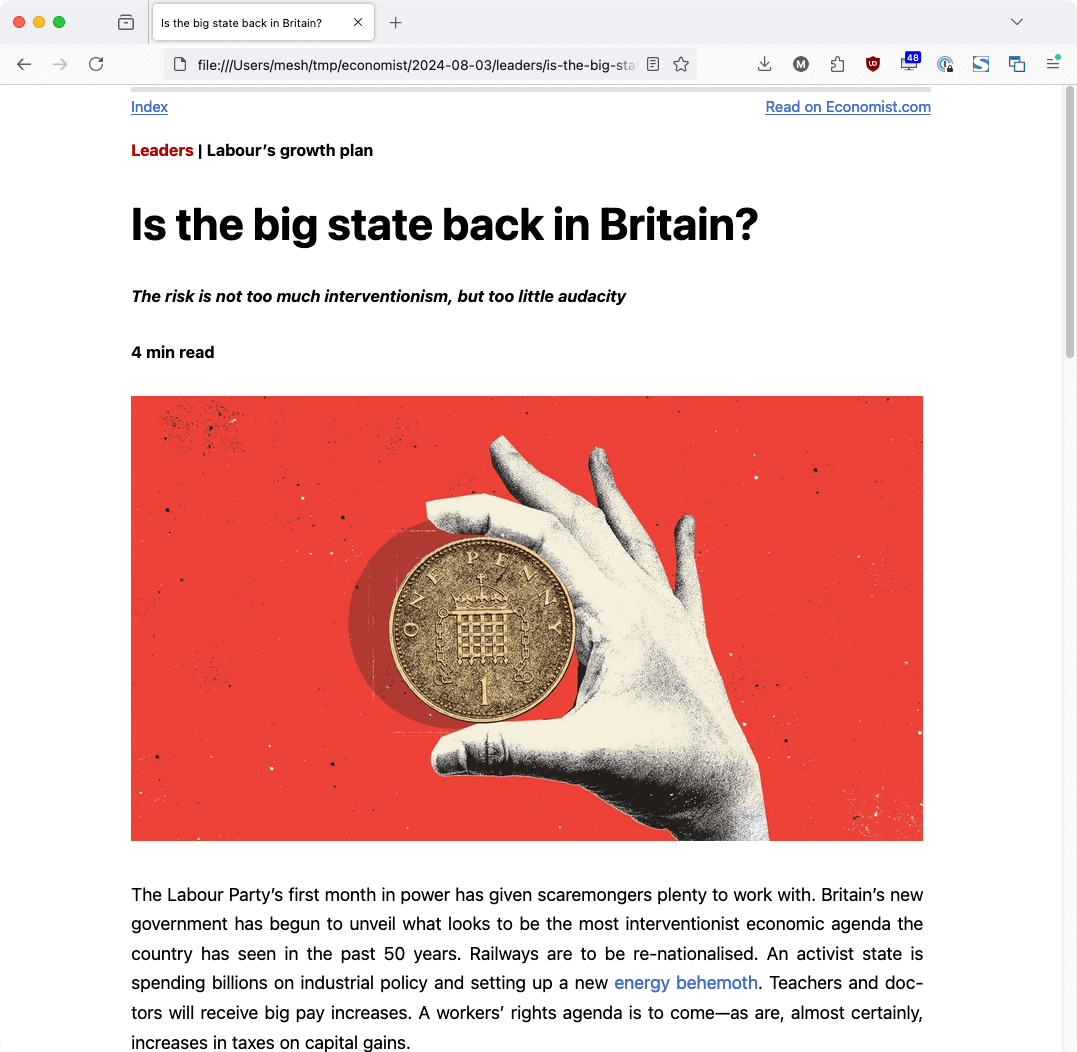 Is the big state back in Britain?
file:///Users/mesh/tmp/economist/2024-08-03/leaders/is-the-big-sta
M
UD
48
S
Index
Read on Economist.com
Leaders | Labour’s growth plan
Is the big state back in Britain?
The risk is not too much interventionism, but too little audacity
4 min read
ONE PENNY
1
The Labour Party’s first month in power has given scaremongers plenty to work with. Britain’s new
government has begun to unveil what looks to be the most interventionist economic agenda the
country has seen in the past 50 years. Railways are to be re-nationalised. An activist state is
spending billions on industrial policy and setting up a new energy behemoth. Teachers and doc-
tors will receive big pay increases. A workers’ rights agenda is to come—as are, almost certainly,
increases in taxes on capital gains.